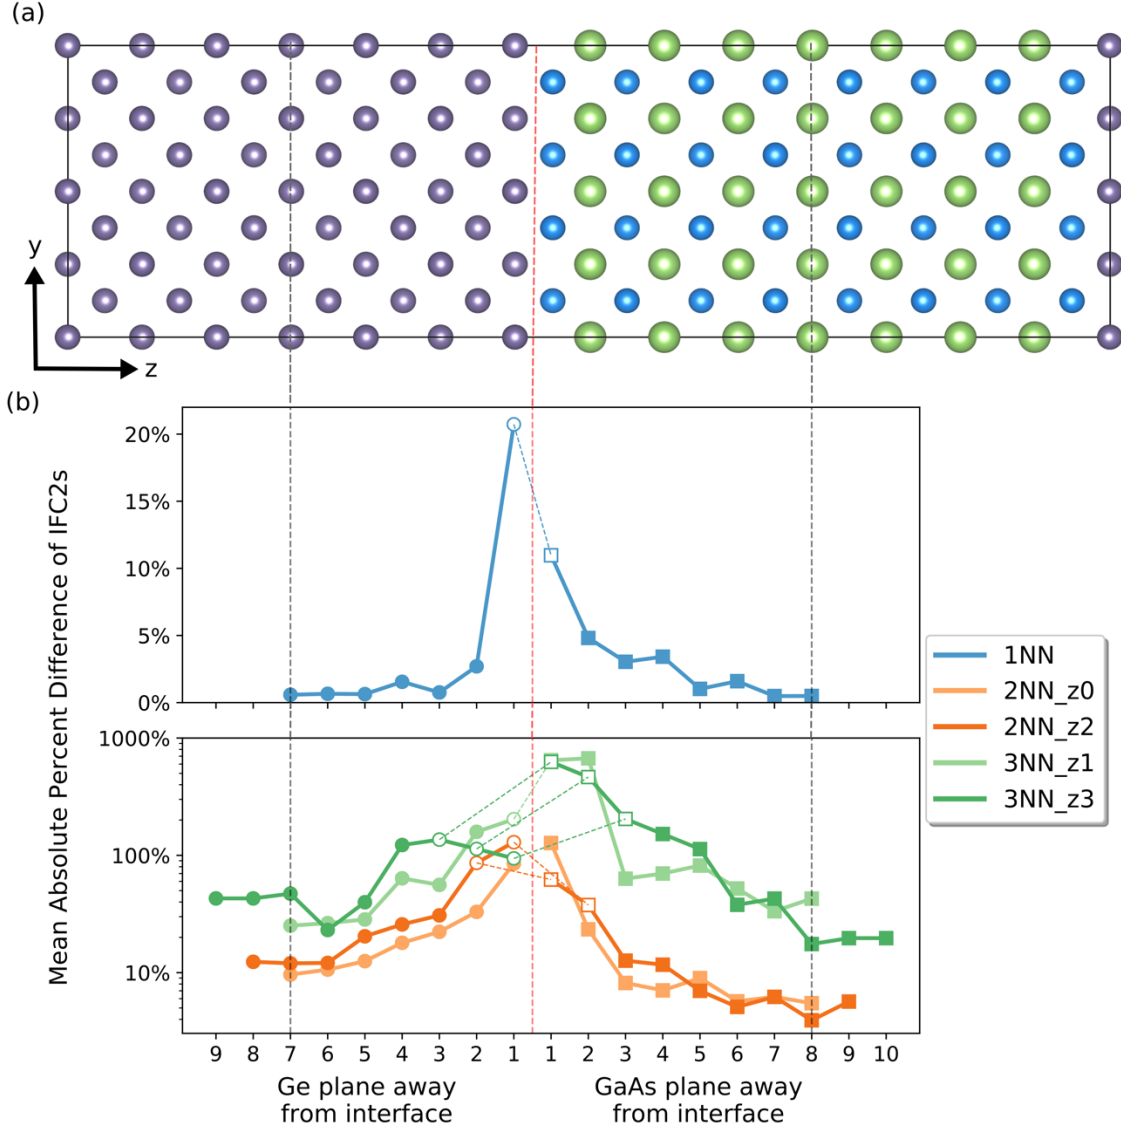 (a)
y
z
(b)
Mean Absolute Percent Difference of IFC2s
20%
15%
10%
5%
0%
1000%
100%
10%
9 8 7 6 5 4 3 2 1 1 2 3 4 5 6 7 8 9 10
Ge plane away
from interface
GaAs plane away
from interface
1NN
2NN_z0
2NN_z2
3NN_z1
3NN_z3